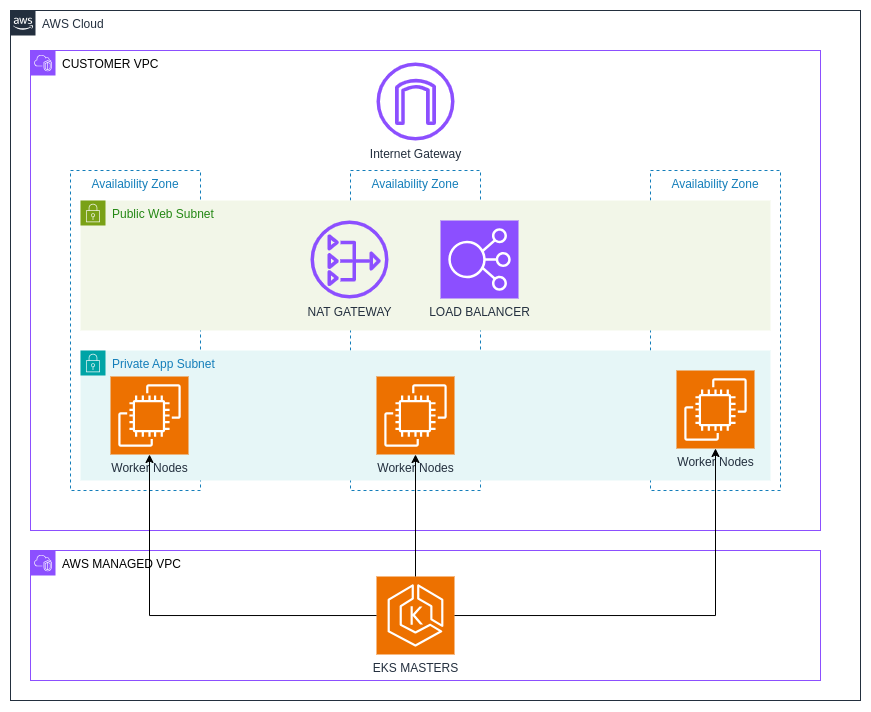 aws
AWS Cloud
CUSTOMER VPC
Internet Gateway
Availability Zone
Availability Zone
Availability Zone
Public Web Subnet
NAT GATEWAY
LOAD BALANCER
Private App Subnet
Worker Nodes
Worker Nodes
Worker Nodes
AWS MANAGED VPC
K
EKS MASTERS